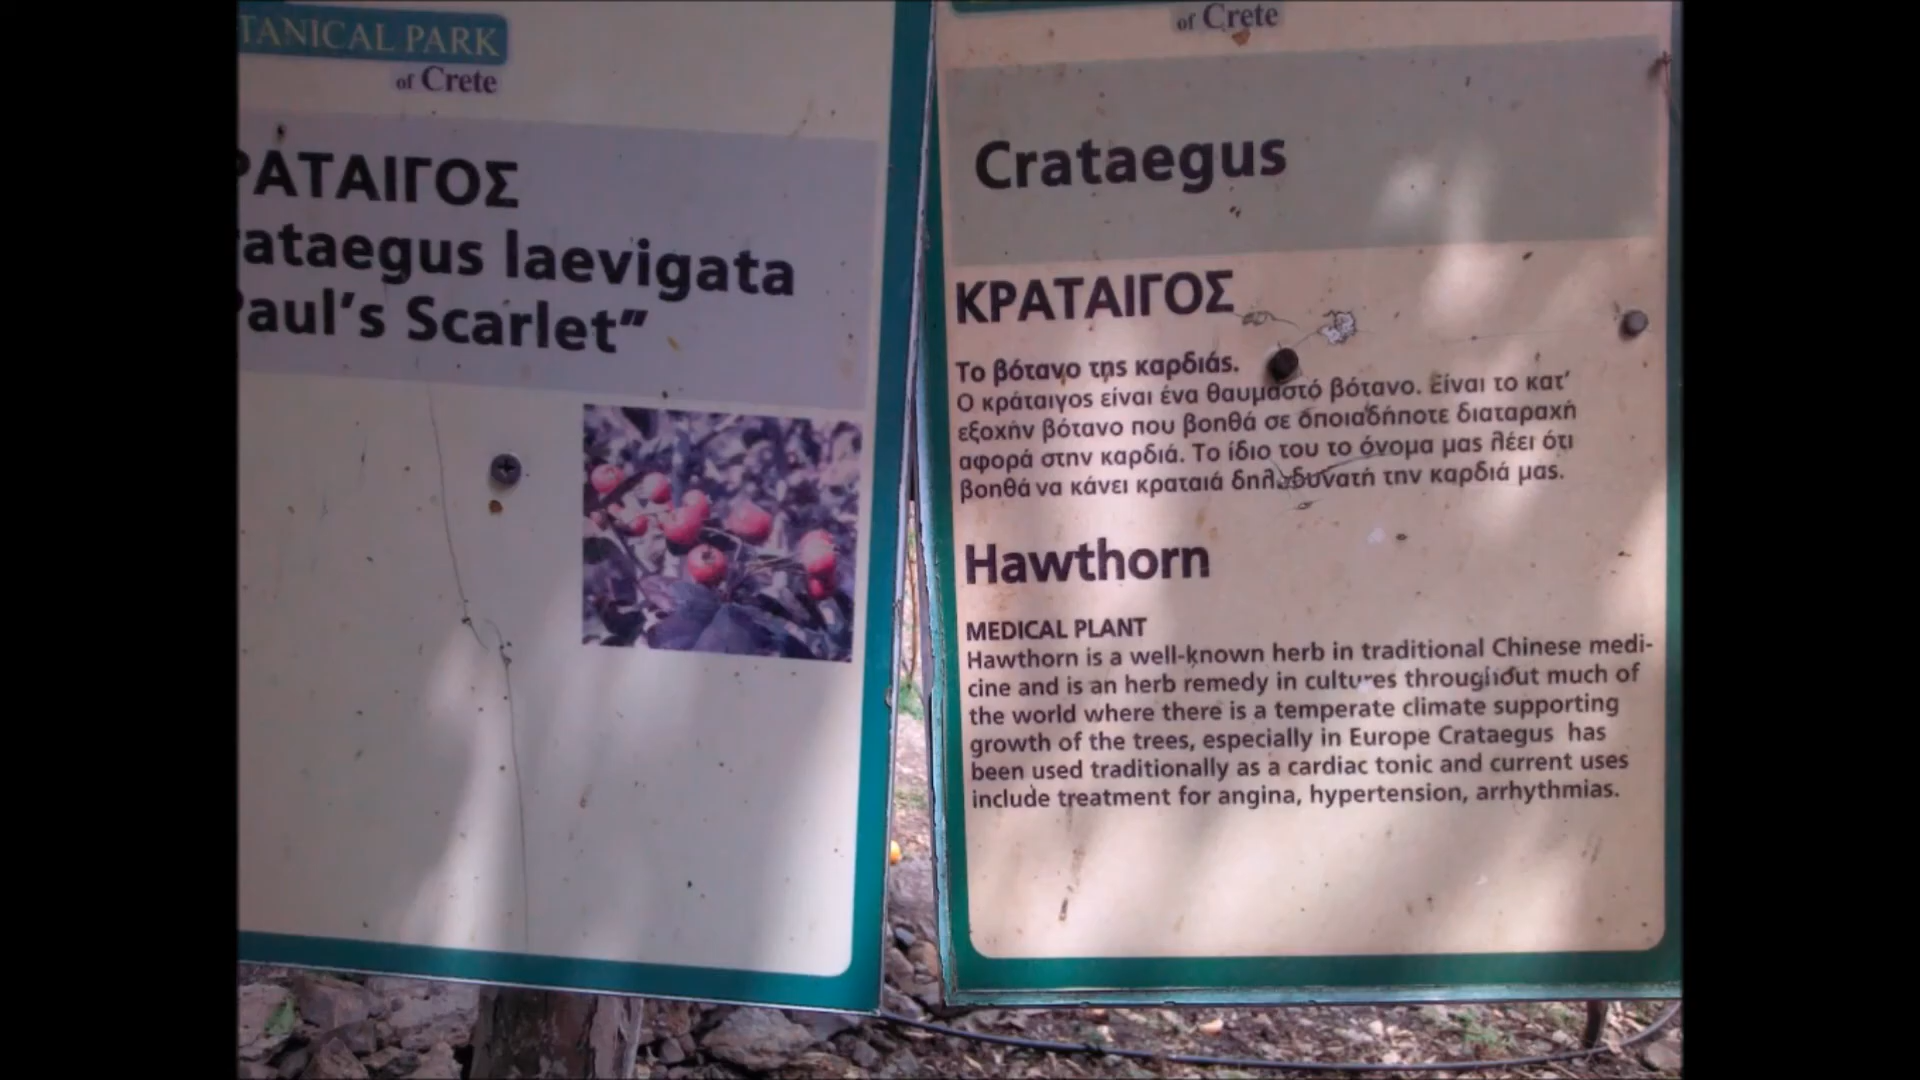 TANICAL PARK
of Crete
ΡΑΤΑΙΓΟΣ
ataegus laevigata
Paul's Scarlet"
of Crete
Crataegus
ΚΡΑΤΑΙΓΟΣ
Το βότανο της καρδιάς.
Ο κράταιγος είναι ένα θαυμαστό βότανο. Είναι το κατ'
εξοχήν βότανο που βοηθά σε οποιαδήποτε διαταραχή
αφορά στην καρδιά. Το ίδιο του το όνομα μας λέει ότι
βοηθά να κάνει κραταιά δηλαδυνατή την καρδιά μας.
Hawthorn
MEDICAL PLANT
Hawthorn is a well-known herb in traditional Chinese medi-
cine and is an herb remedy in cultures throughout much of
the world where there is a temperate climate supporting
growth of the trees, especially in Europe Crataegus has
been used traditionally as a cardiac tonic and current uses
include treatment for angina, hypertension, arrhythmias.